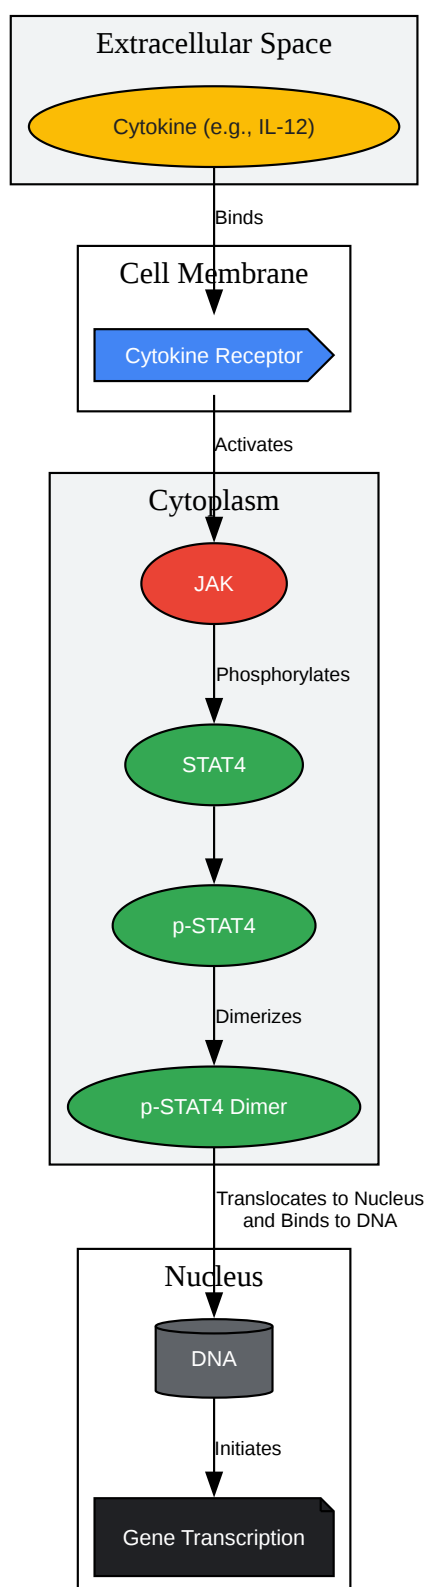 Extracellular Space
Cytokine (e.g., IL-12)
Binds
Cell Membrane
Cytokine Receptor
Activates
Cytoplasm
JAK
Phosphorylates
STAT4
p-STAT4
Dimerizes
p-STAT4 Dimer
Translocates to Nucleus
and Binds to DNA
Nucleus
DNA
Initiates
Gene Transcription